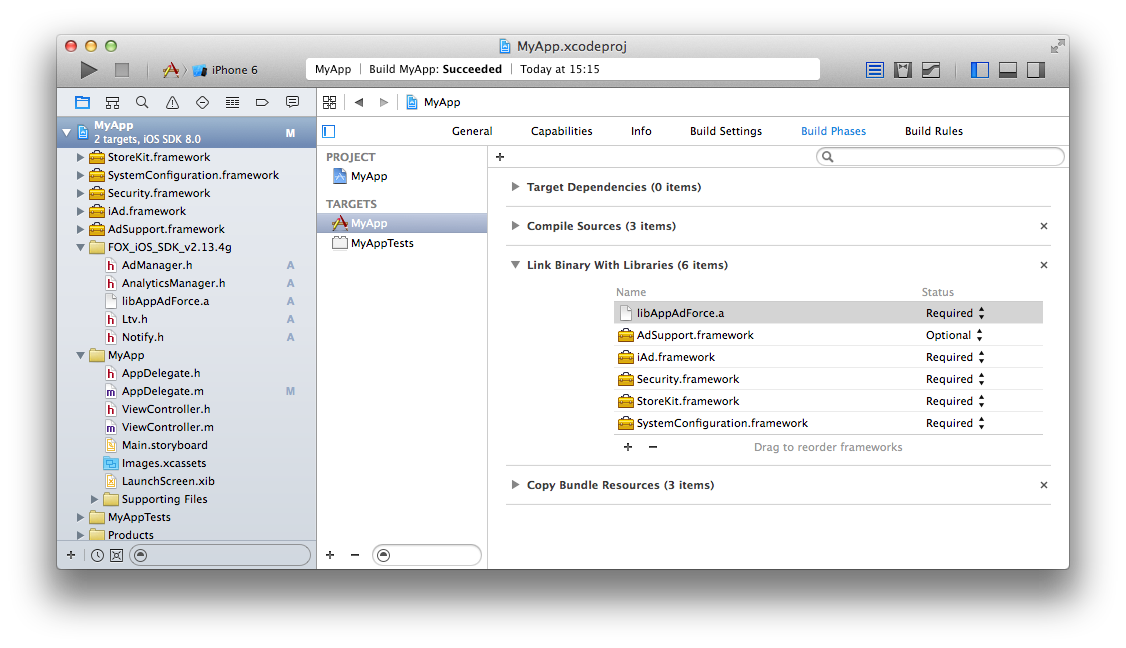 MyApp.xcodeproj
iPhone 6
MyApp | Build MyApp: Succeeded | Today at 15:15
MyApp
MyApp
2 targets, iOS SDK 8.0
M
StoreKit.framework
SystemConfiguration.framework
Security.framework
iAd.framework
AdSupport.framework
FOX_iOS_SDK_v2.13.4g
AdManager.h A
AnalyticsManager.h A
libAppAdForce.a A
Ltv.h A
Notify.h A
MyApp
AppDelegate.h
AppDelegate.m M
ViewController.h
ViewController.m
Main.storyboard
Images.xcassets
LaunchScreen.xib
Supporting Files
MyAppTests
Products
General Capabilities Info Build Settings Build Phases Build Rules
PROJECT
MyApp
TARGETS
MyApp
MyAppTests
Target Dependencies (0 items)
Compile Sources (3 items)
Link Binary With Libraries (6 items)
Name Status
libAppAdForce.a Required
AdSupport.framework Optional
iAd.framework Required
Security.framework Required
StoreKit.framework Required
SystemConfiguration.framework Required
Drag to reorder frameworks
Copy Bundle Resources (3 items)